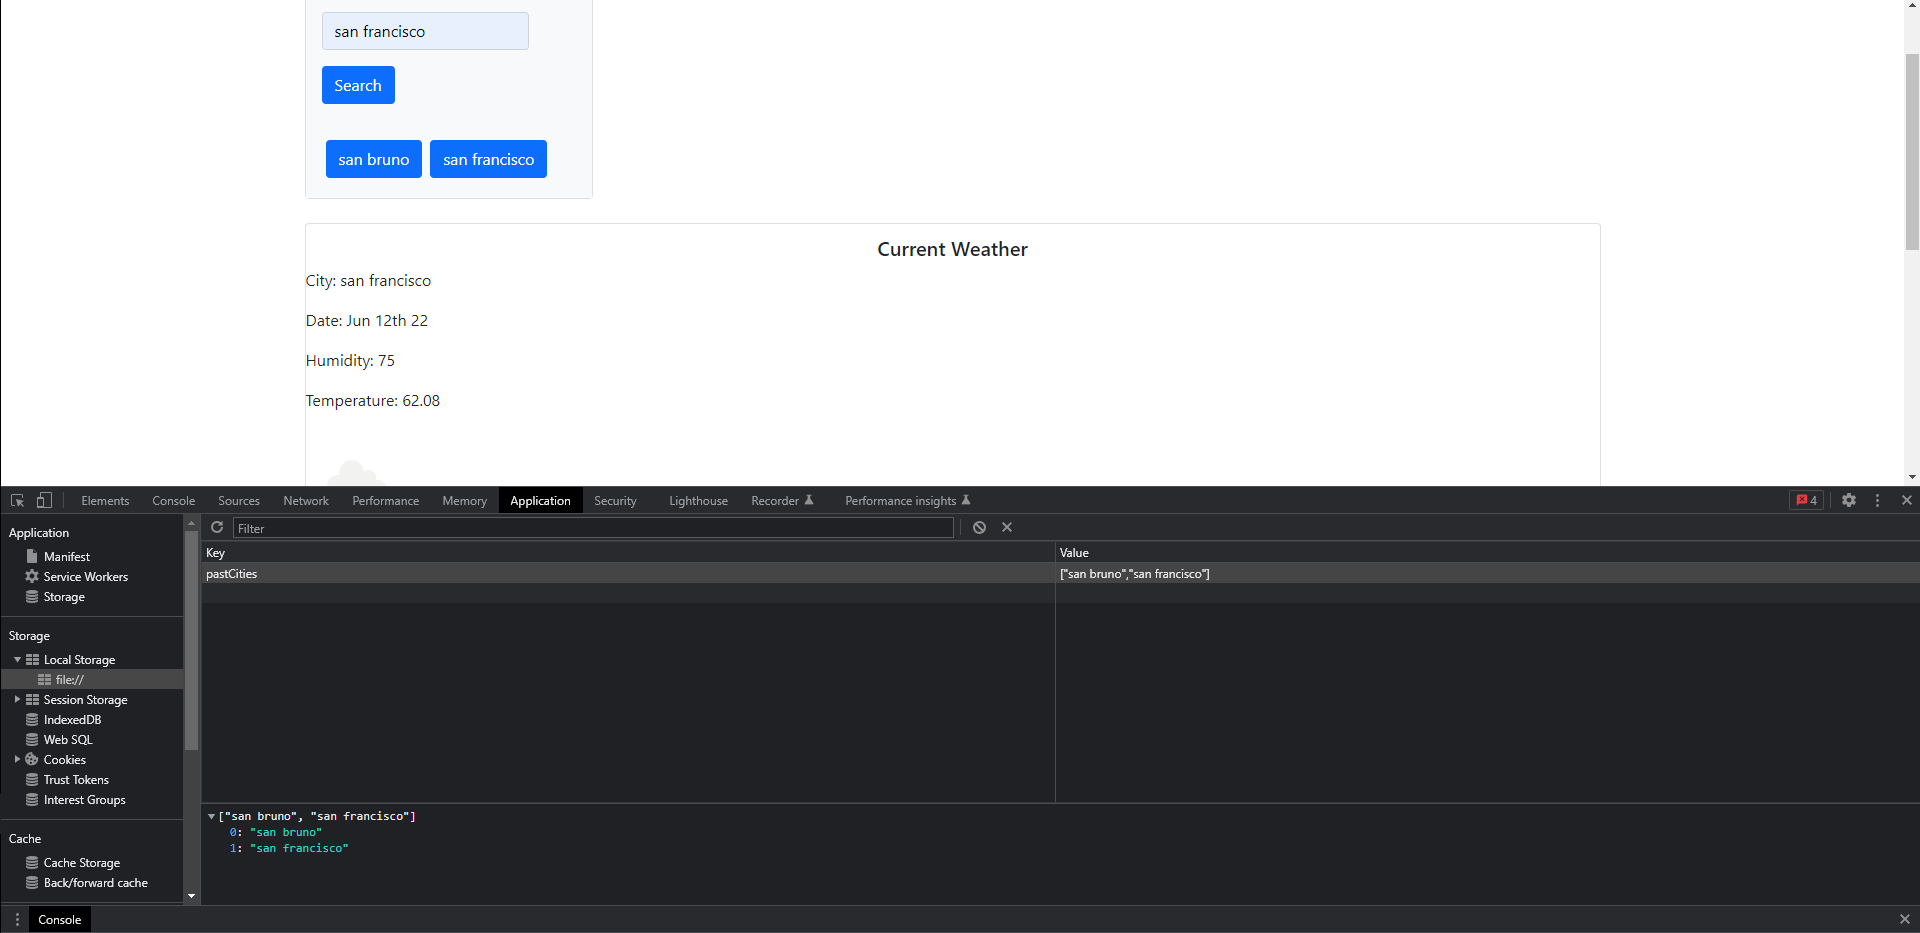 san francisco
Search
san bruno san francisco
Current Weather
City: san francisco
Date: Jun 12th 22
Humidity: 75
Temperature: 62.08
Elements Console Sources Network Performance Memory Application Security Lighthouse Recorder Performance insights 4
Application
Manifest
Service Workers
Storage
Storage
Local Storage
file://
Session Storage
IndexedDB
Web SQL
Cookies
Trust Tokens
Interest Groups
Cache
Cache Storage
Back/forward cache
Filter
Key Value
pastCities ["san bruno","san francisco"]
["san bruno", "san francisco"]
0: "san bruno"
1: "san francisco"
Console